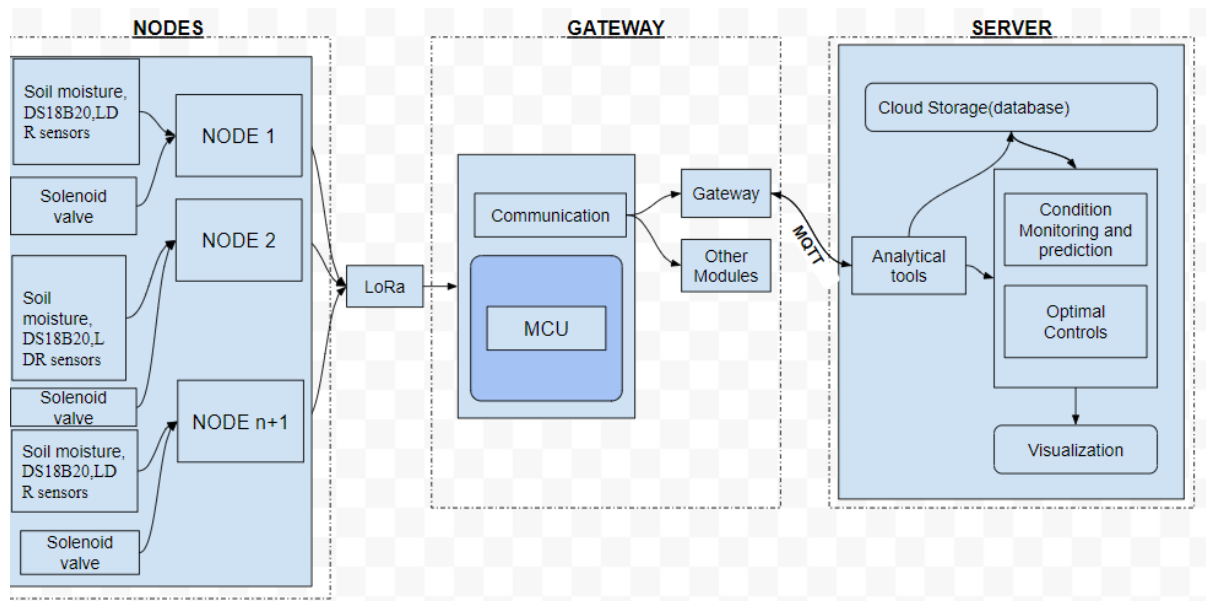 NODES
Soil moisture,
DS18B20,LD
R sensors
NODE 1
Solenoid
valve
NODE 2
Soil
moisture,
DS18B20,L
DR sensors
Solenoid
valve
NODE n+1
Soil moisture,
DS18B20,LD
R sensors
Solenoid
valve
LoRa
GATEWAY
Communication
MCU
Gateway
Other
Modules
MQTT
SERVER
Cloud Storage(database)
Analytical
tools
Condition
Monitoring and
prediction
Optimal
Controls
Visualization